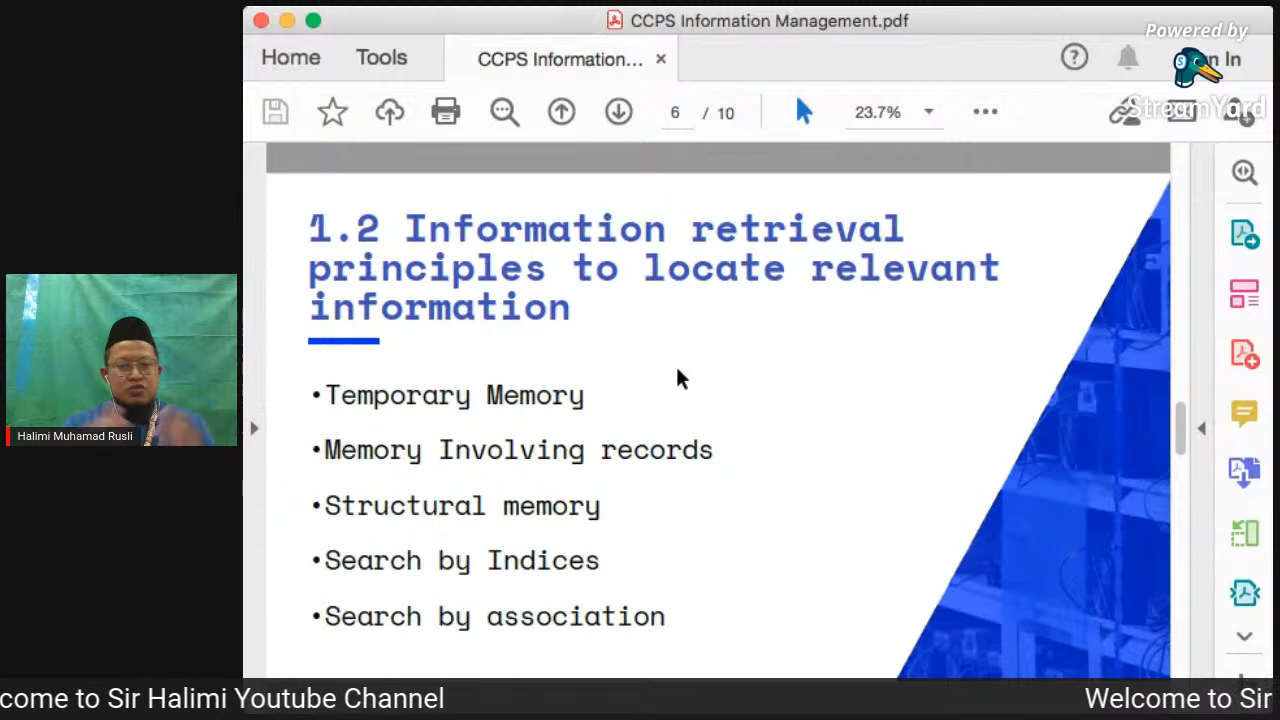 CCPS Information Management.pdf
Powered by
Home
Tools
CCPS Information...
In
StreamYard
6 / 10
23.7%
1.2 Information retrieval
principles to locate relevant
information
•Temporary Memory
•Memory Involving records
•Structural memory
•Search by Indices
•Search by association
Halimi Muhamad Rusli
come to Sir Halimi Youtube Channel
Welcome to Sir